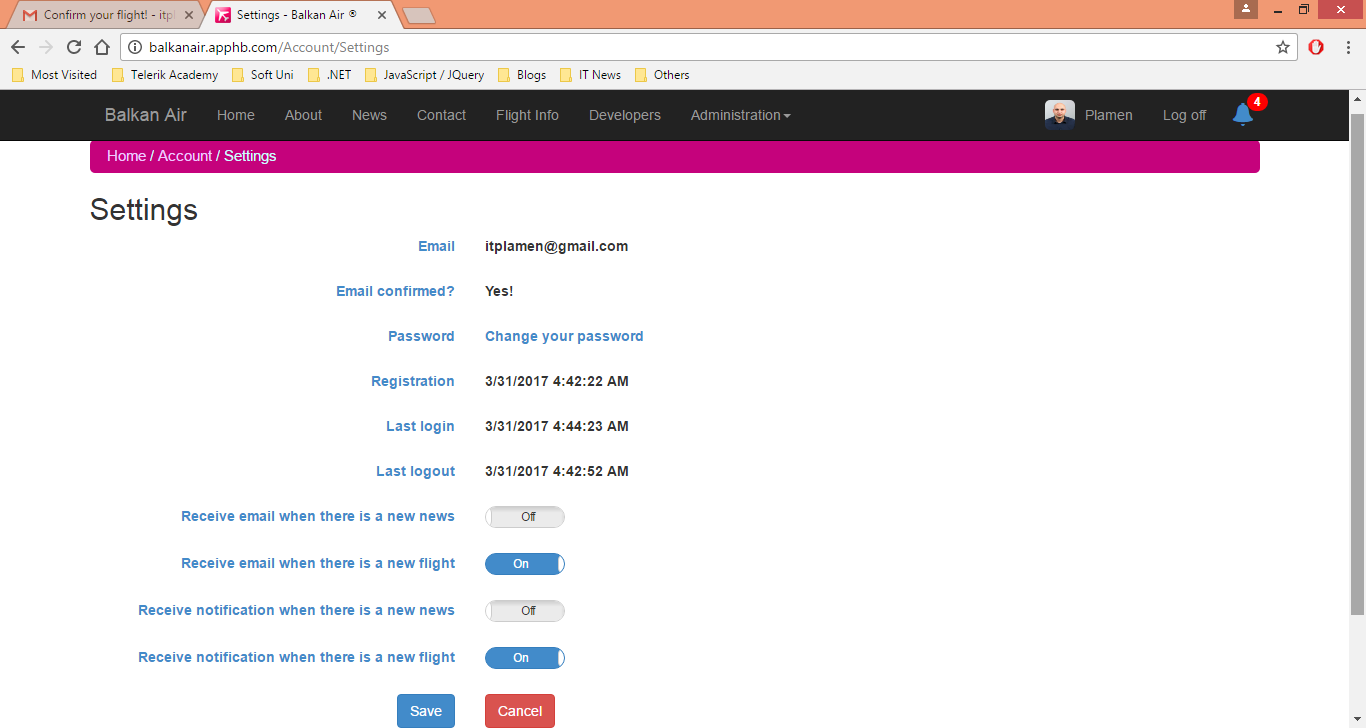 Confirm your flight! - itpl
Settings - Balkan Air ®
balkanair.apphb.com/Account/Settings
Most Visited Telerik Academy Soft Uni .NET JavaScript / JQuery Blogs IT News Others
Balkan Air Home About News Contact Flight Info Developers Administration Plamen Log off 4
Home / Account / Settings
Settings
Email itplamen@gmail.com
Email confirmed? Yes!
Password Change your password
Registration 3/31/2017 4:42:22 AM
Last login 3/31/2017 4:44:23 AM
Last logout 3/31/2017 4:42:52 AM
Receive email when there is a new news Off
Receive email when there is a new flight On
Receive notification when there is a new news Off
Receive notification when there is a new flight On
Save Cancel